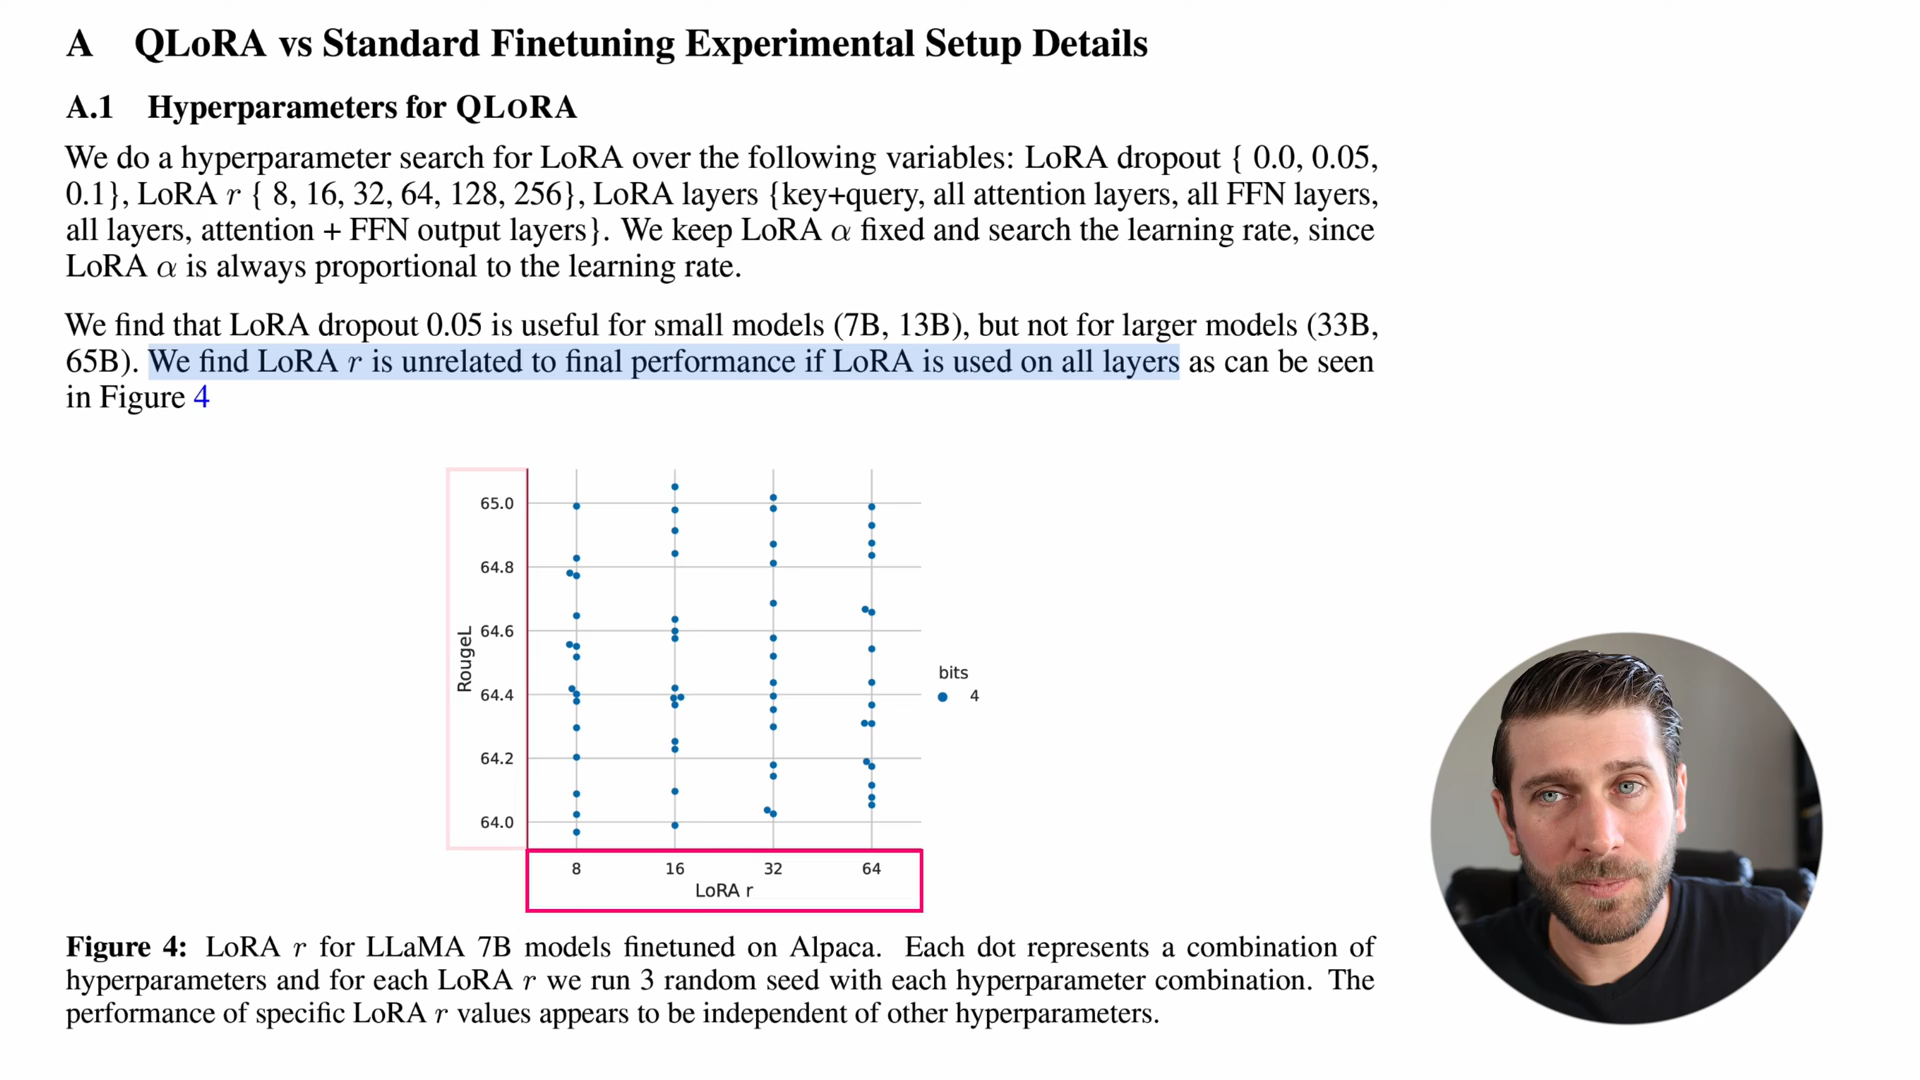 A QLoRA vs Standard Finetuning Experimental Setup Details
A.1 Hyperparameters for QLORA
We do a hyperparameter search for LoRA over the following variables: LoRA dropout { 0.0, 0.05,
0.1}, LoRA r { 8, 16, 32, 64, 128, 256}, LoRA layers {key+query, all attention layers, all FFN layers,
all layers, attention + FFN output layers}. We keep LoRA α fixed and search the learning rate, since
LoRA α is always proportional to the learning rate.
We find that LoRA dropout 0.05 is useful for small models (7B, 13B), but not for larger models (33B,
65B). We find LoRA r is unrelated to final performance if LoRA is used on all layers as can be seen
in Figure 4
65.0
64.8
64.6
64.4
64.2
64.0
RougeL
bits
4
8 16 32 64
LoRA r
Figure 4: LoRA r for LLaMA 7B models finetuned on Alpaca. Each dot represents a combination of
hyperparameters and for each LoRA r we run 3 random seed with each hyperparameter combination. The
performance of specific LoRA r values appears to be independent of other hyperparameters.